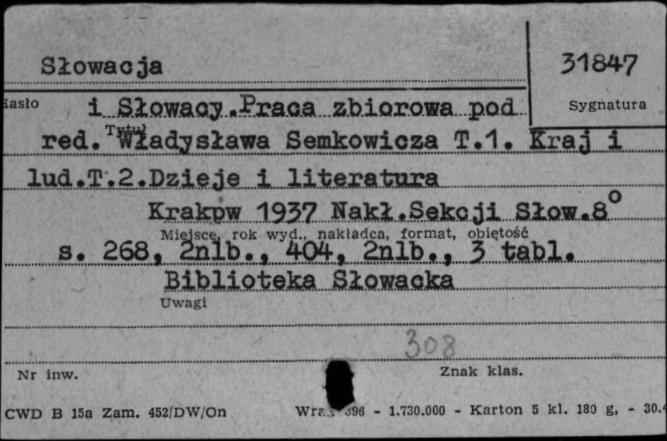 Słowacja
31847
Hasło
Sygnatura
i Słowacy. Praca zbiorowa pod
Tytuł
red. Władysława Semkowicza T.1. Kraj i
lud. T.2. Dzieje i literatura
Krakpw 1937 Nakł. Sekcji Słow. 8°
Miejsce, rok wyd., nakładca, format, objętość
s. 268, 2nlb., 404, 2nlb., 3 tabl.
Biblioteka Słowacka
Uwagi
308
Nr inw.
Znak klas.
CWD B 15a Zam. 452/DW/On
- 1.730.000 - Karton 5 kl. 180 g, - 30.4